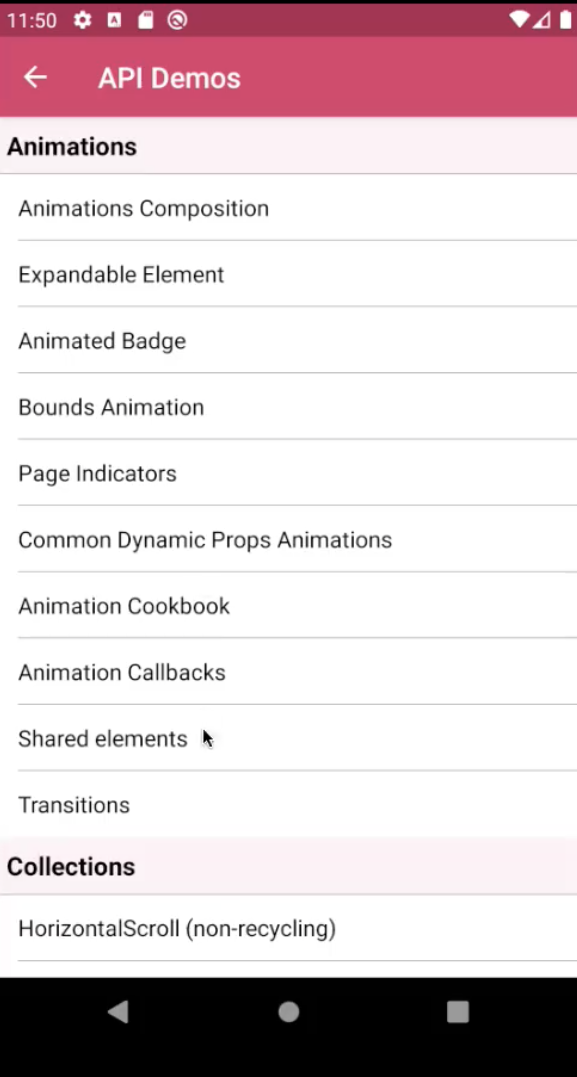 11:50
API Demos
Animations
Animations Composition
Expandable Element
Animated Badge
Bounds Animation
Page Indicators
Common Dynamic Props Animations
Animation Cookbook
Animation Callbacks
Shared elements
Transitions
Collections
HorizontalScroll (non-recycling)